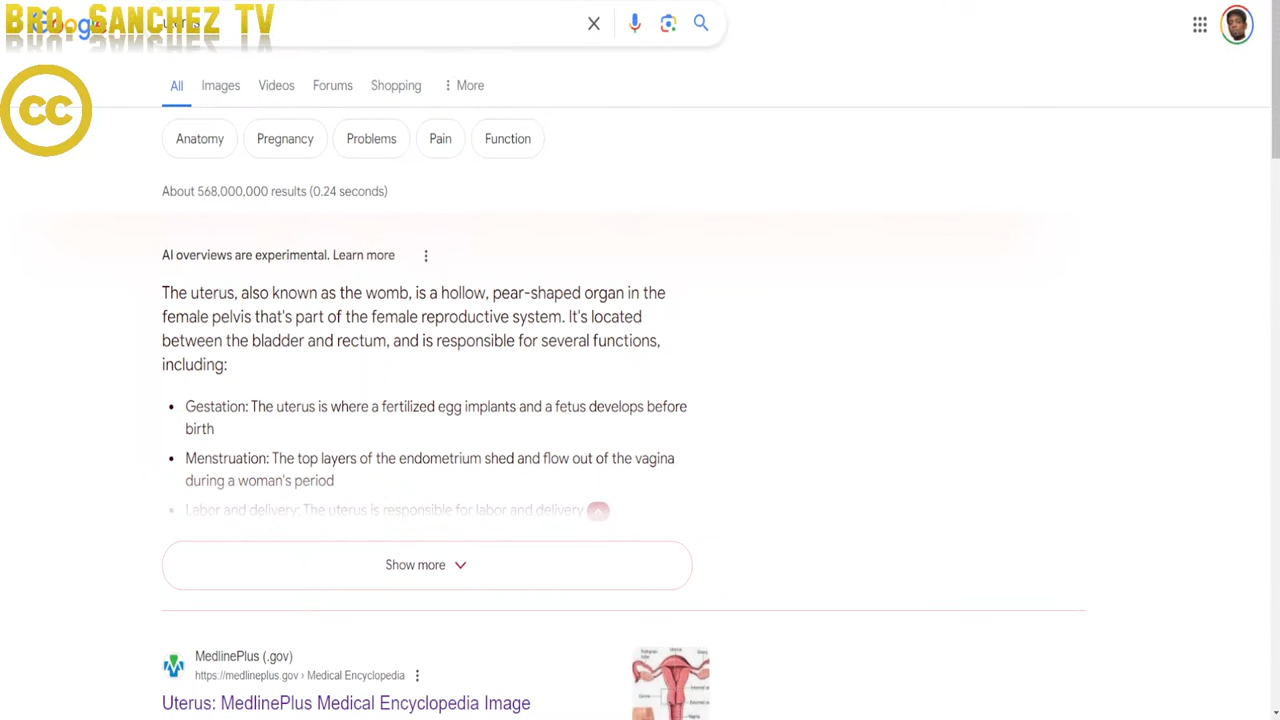 BRO. SANCHEZ TV
CC
All
Images
Videos
Forums
Shopping
More
Anatomy
Pregnancy
Problems
Pain
Function
About 568,000,000 results (0.24 seconds)
AI overviews are experimental. Learn more
The uterus, also known as the womb, is a hollow, pear-shaped organ in the
female pelvis that's part of the female reproductive system. It's located
between the bladder and rectum, and is responsible for several functions,
including:
• Gestation: The uterus is where a fertilized egg implants and a fetus develops before
birth
• Menstruation: The top layers of the endometrium shed and flow out of the vagina
during a woman's period
• Labor and delivery: The uterus is responsible for labor and delivery
Show more
MedlinePlus (.gov)
https://medlineplus.gov › Medical Encyclopedia
Uterus: MedlinePlus Medical Encyclopedia Image